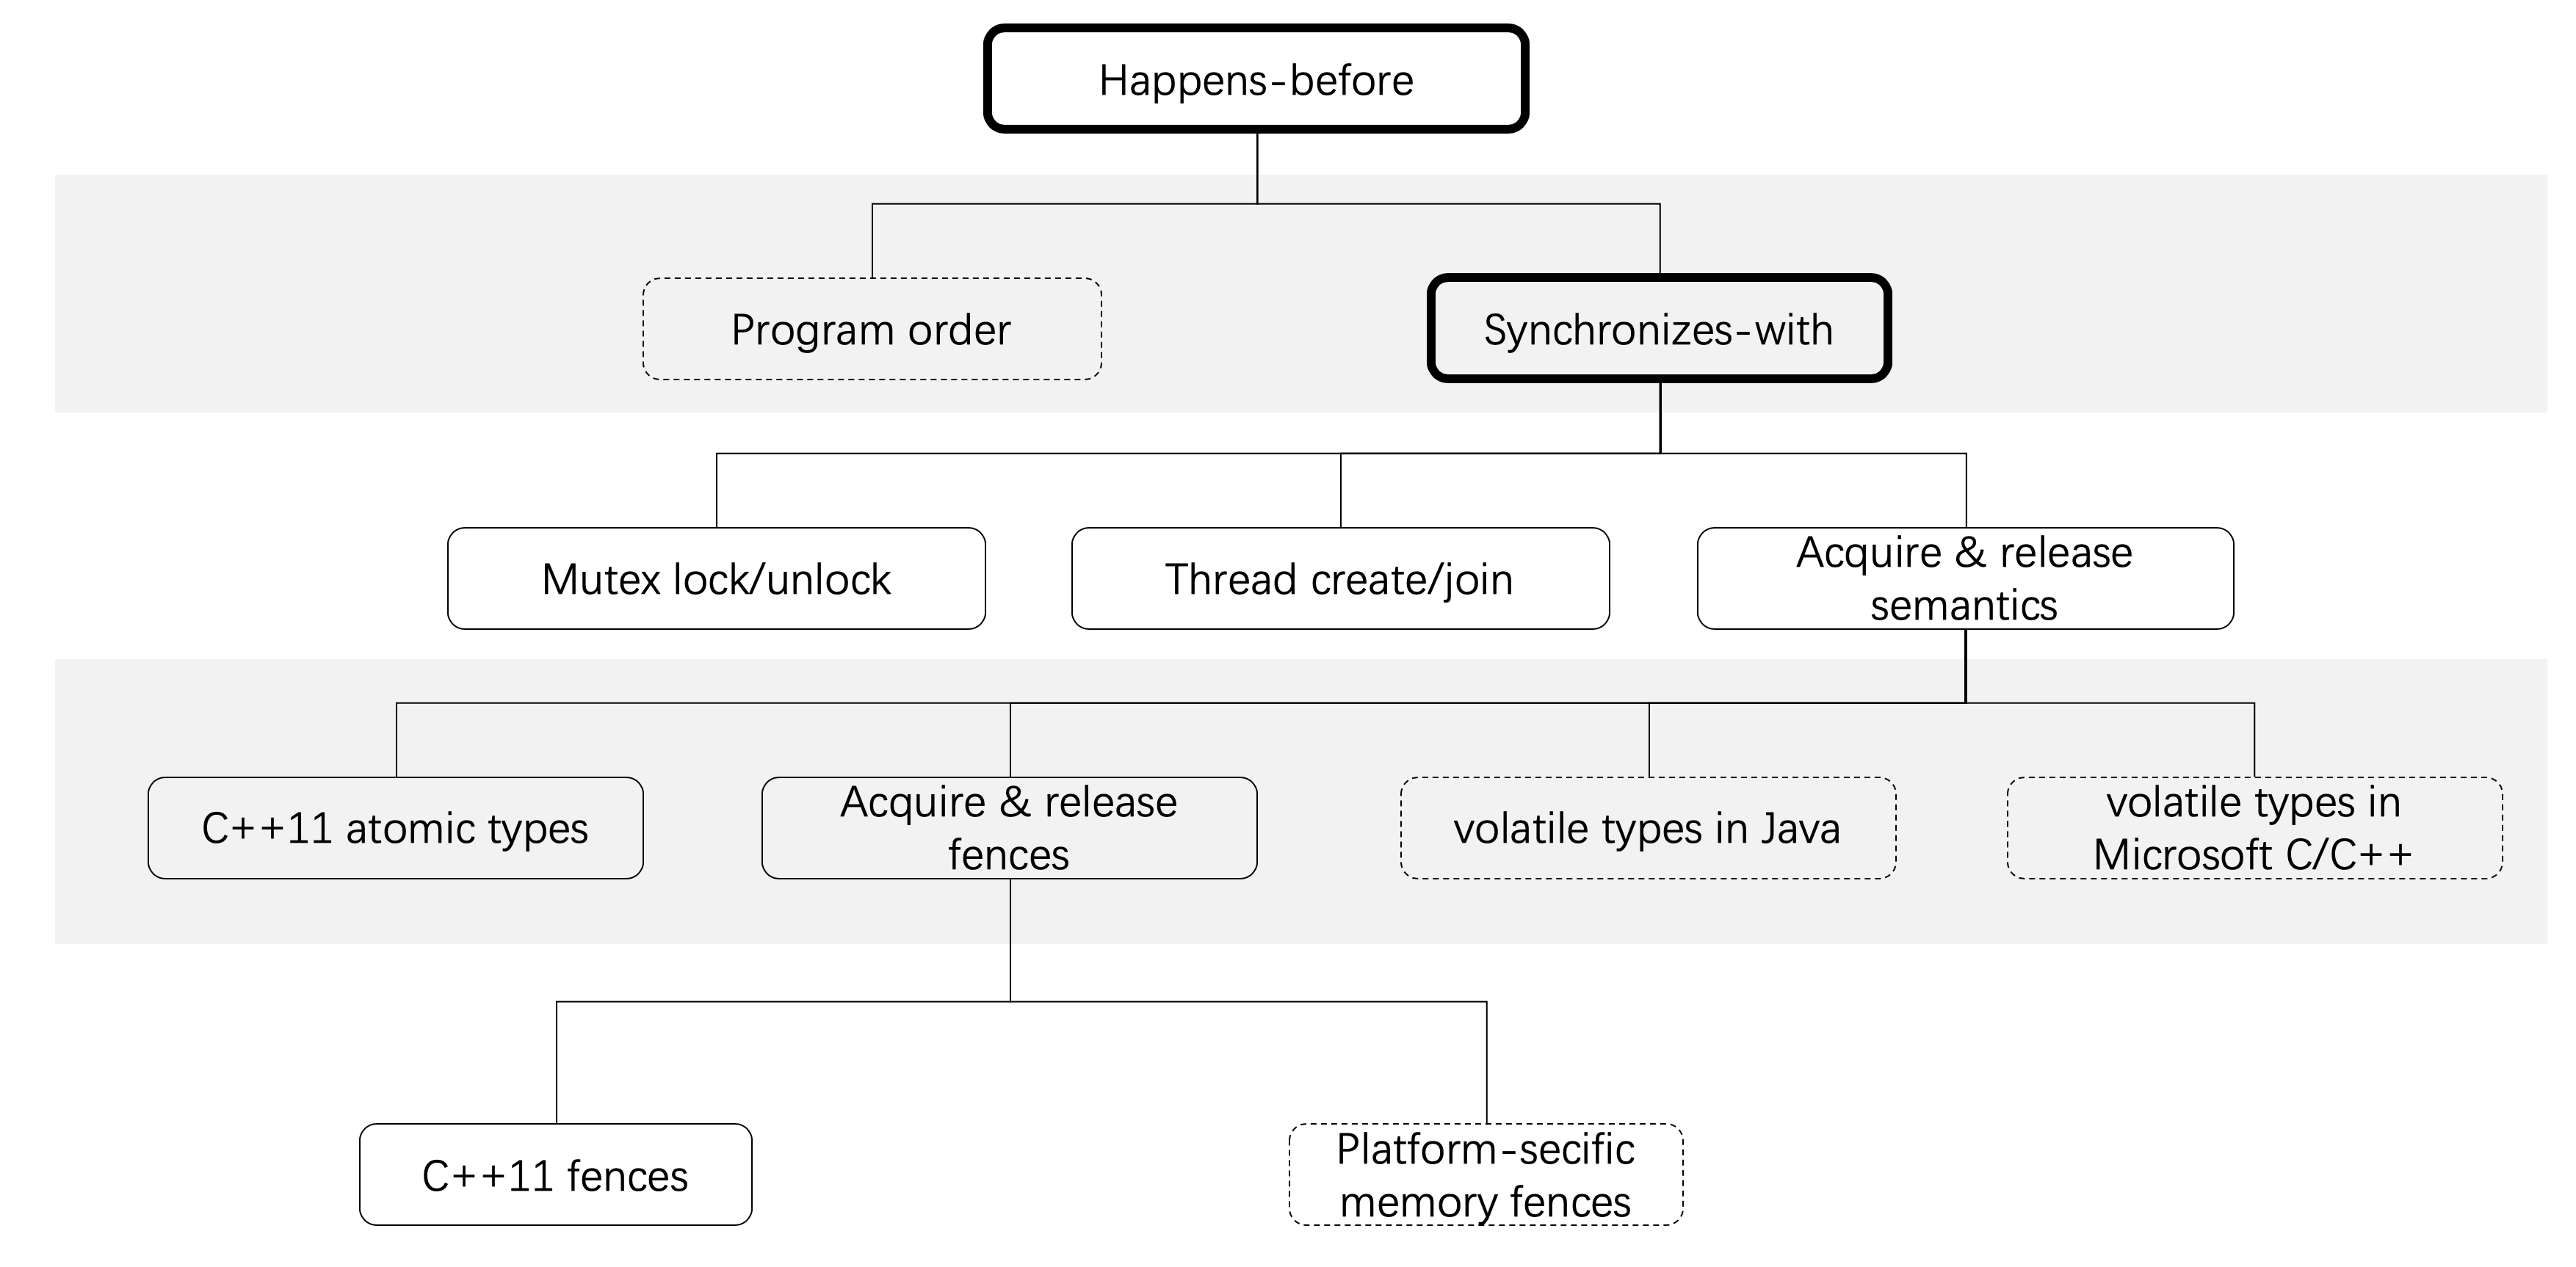 Happens-before
Program order
Synchronizes-with
Mutex lock/unlock
Thread create/join
Acquire & release
semantics
C++11 atomic types
Acquire & release
fences
volatile types in Java
volatile types in
Microsoft C/C++
C++11 fences
Platform-secific
memory fences